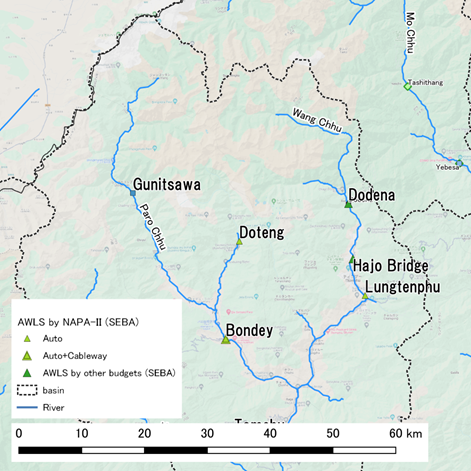 Mo.Chhu
Tashithang
Wang Chhu
Yebesa
Gunitsawa
Dodena
Paro Chhu
Doteng
Hajo Bridge
Lungtenphu
Bondey
AWLS by NAPA-II (SEBA)
Auto
Auto+Cableway
AWLS by other budgets (SEBA)
basin
River
0 10 20 30 40 50 60 km